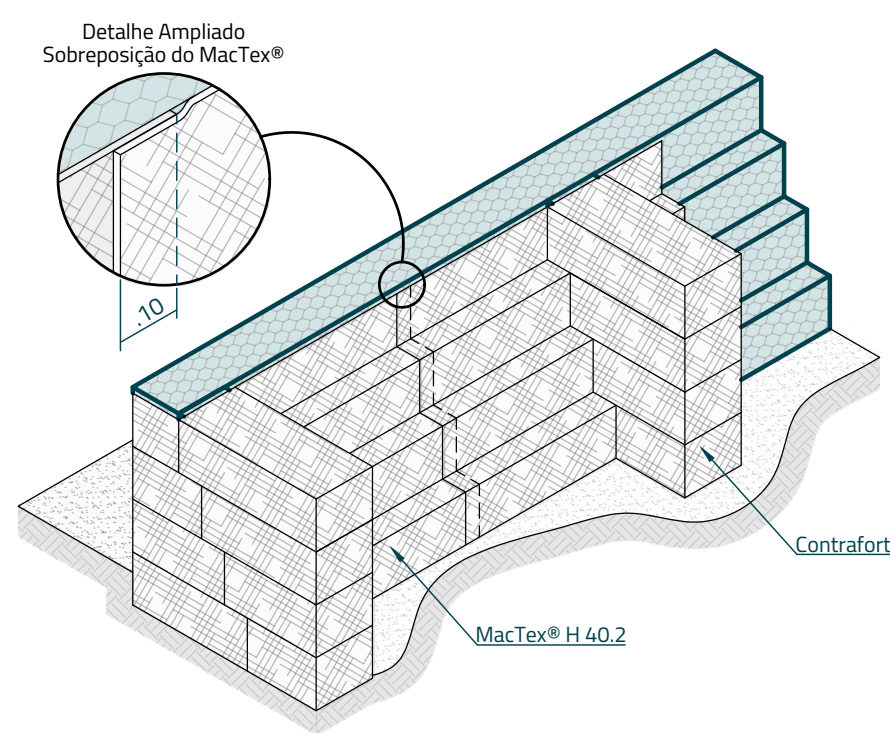 Detalhe Ampliado
Sobreposição do MacTex®
.10
Contrafort
MacTex® H 40.2